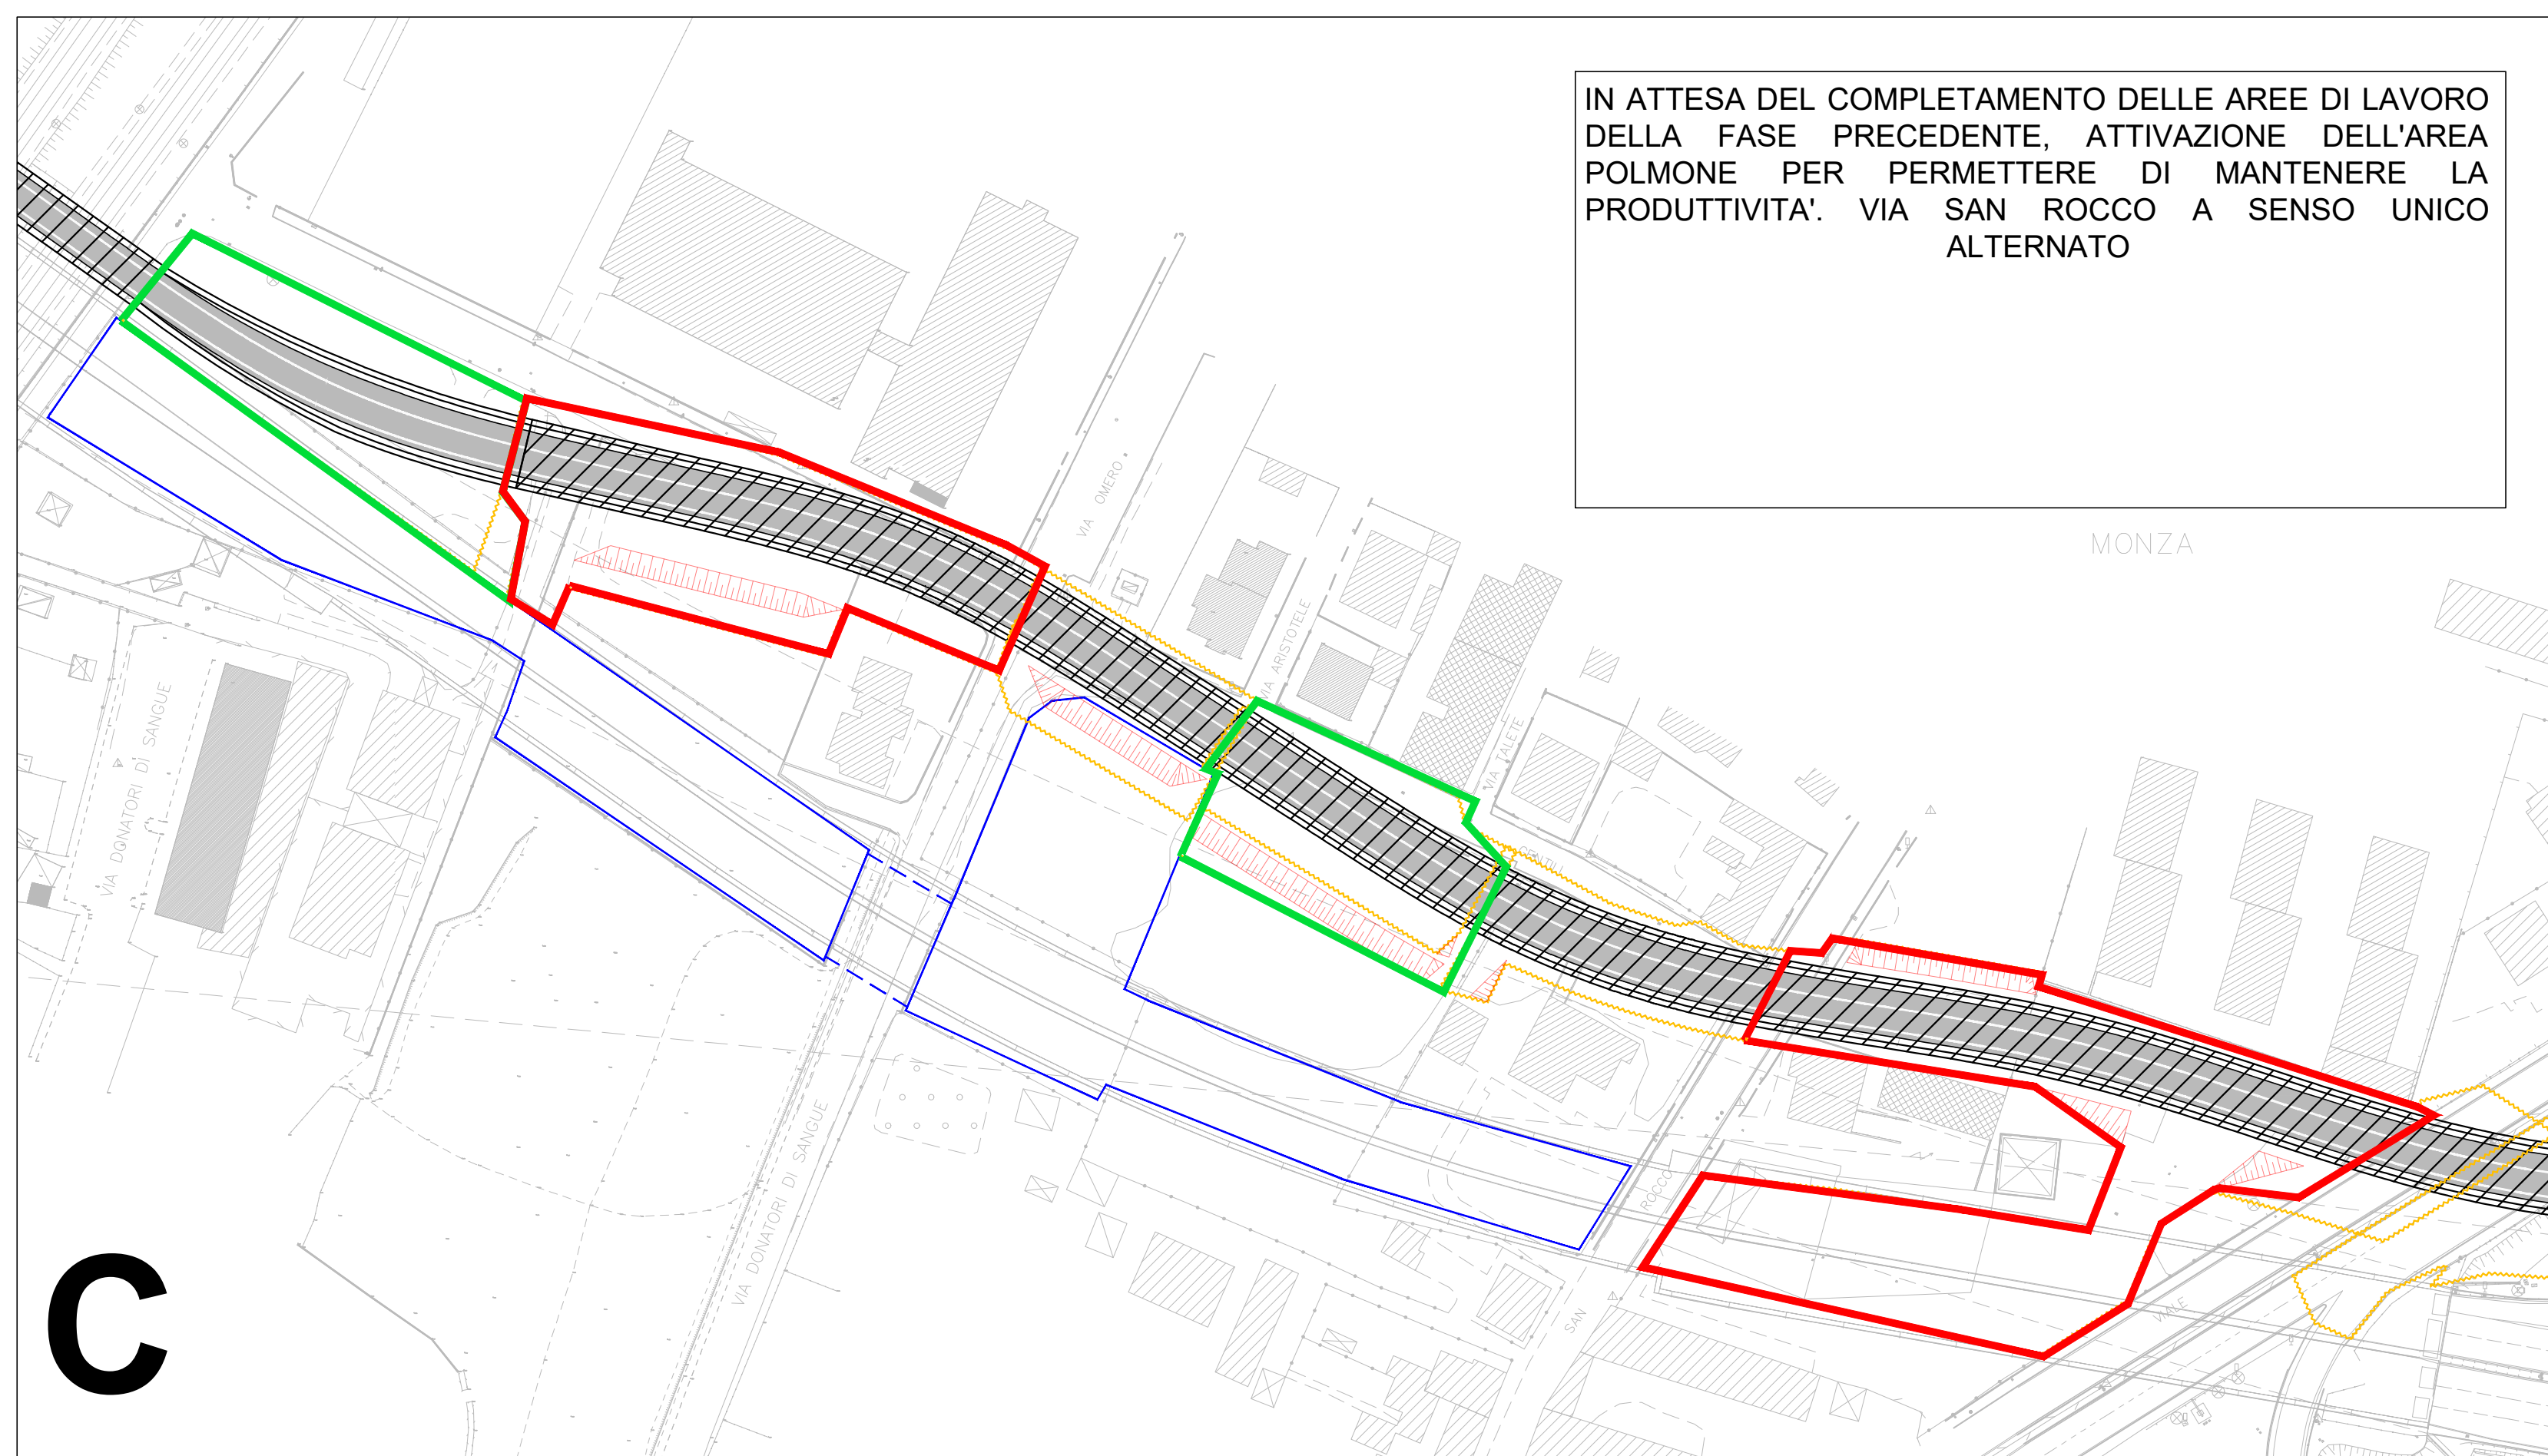 IN ATTESA DEL COMPLETAMENTO DELLE AREE DI LAVORO
DELLA FASE PRECEDENTE, ATTIVAZIONE DELL'AREA
POLMONE PER PERMETTERE DI MANTENERE LA
PRODUTTIVITA'. VIA SAN ROCCO A SENSO UNICO
ALTERNATO
MONZA
VIA OMERO
VIA ARISTOTELE
VIA TALETE
VIA DONATORI DI SANGUE
VIA DONATORI DI SANGUE
ROCCO
SAN
VIALE
C